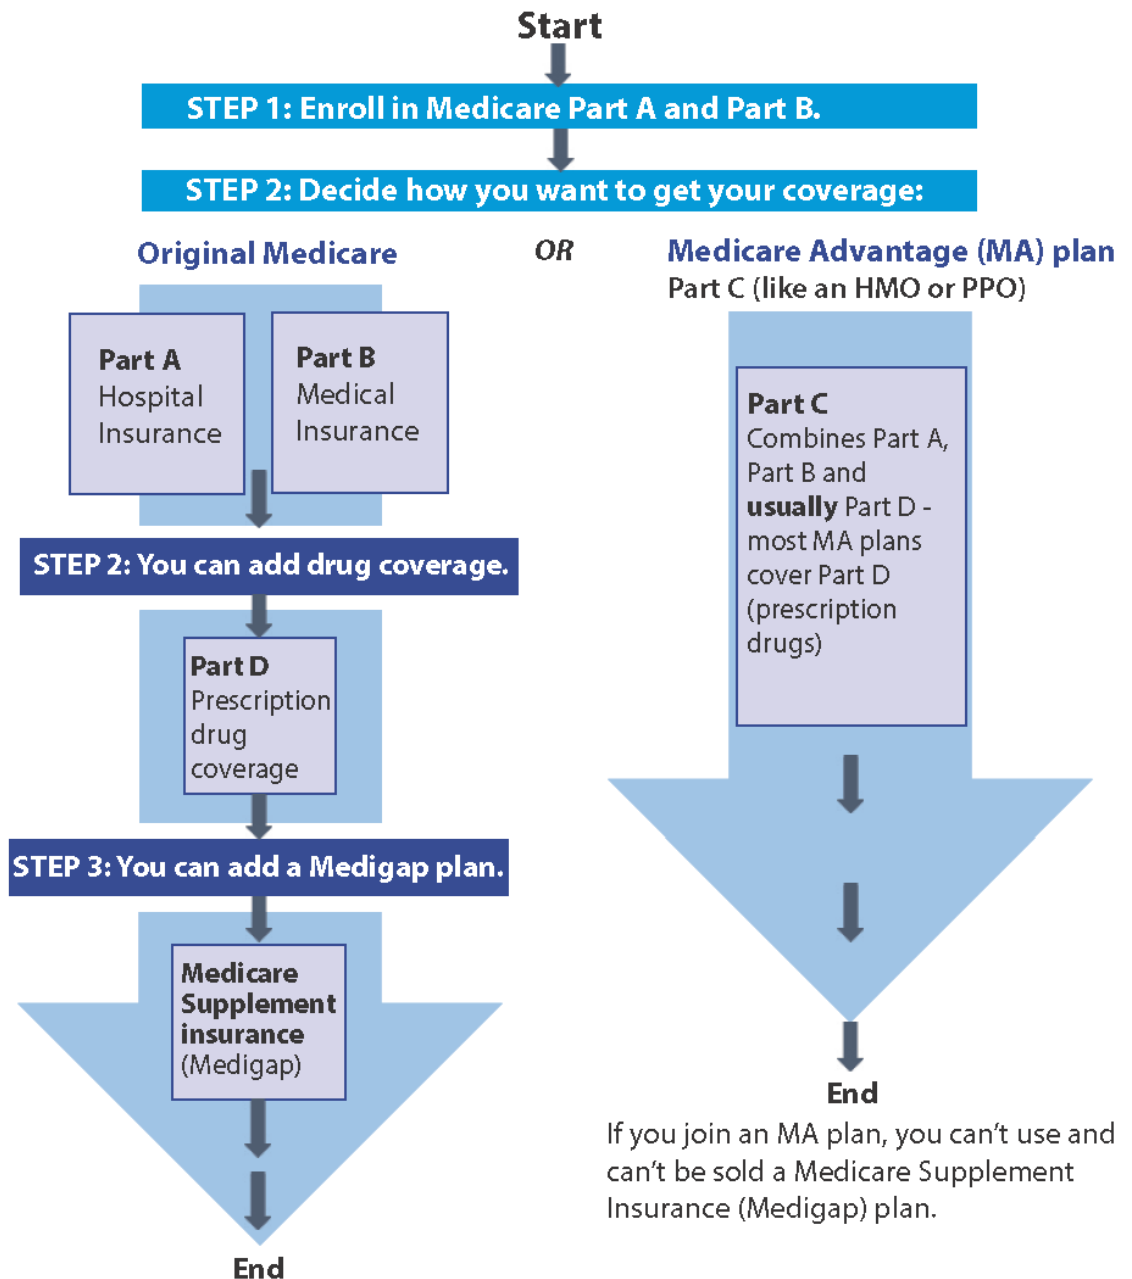 Start
STEP 1: Enroll in Medicare Part A and Part B.
STEP 2: Decide how you want to get your coverage:
Original Medicare
OR
Medicare Advantage (MA) plan
Part C (like an HMO or PPO)
Part A
Hospital
Insurance
Part B
Medical
Insurance
STEP 2: You can add drug coverage.
Part D
Prescription
drug
coverage
STEP 3: You can add a Medigap plan.
Medicare
Supplement
insurance
(Medigap)
End
Part C
Combines Part A,
Part B and
usually Part D -
most MA plans
cover Part D
(prescription
drugs)
End
If you join an MA plan, you can’t use and
can’t be sold a Medicare Supplement
Insurance (Medigap) plan.